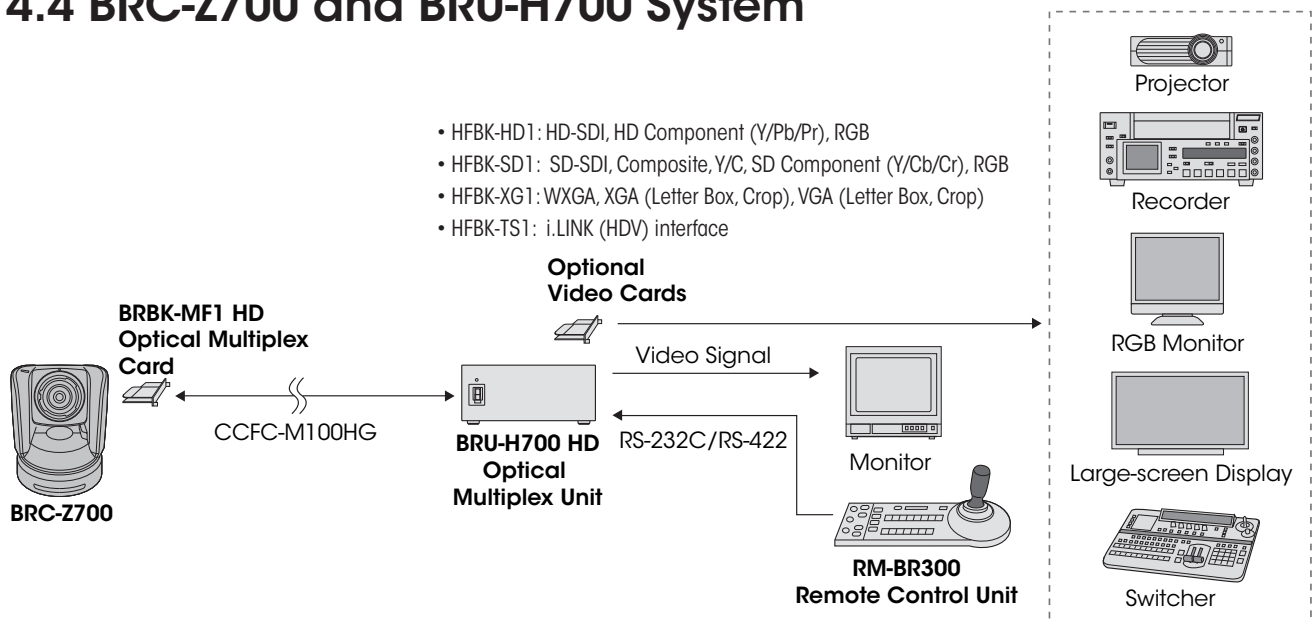 4.4 BRC-Z700 and BRU-H700 System
• HFBK-HD1: HD-SDI, HD Component (Y/Pb/Pr), RGB
• HFBK-SD1: SD-SDI, Composite, Y/C, SD Component (Y/Cb/Cr), RGB
• HFBK-XG1: WXGA, XGA (Letter Box, Crop), VGA (Letter Box, Crop)
• HFBK-TS1: i.LINK (HDV) interface
Optional
Video Cards
BRBK-MF1 HD
Optical Multiplex
Card
CCFC-M100HG
BRC-Z700
BRU-H700 HD
Optical
Multiplex Unit
Video Signal
RS-232C/RS-422
Monitor
RM-BR300
Remote Control Unit
Projector
Recorder
RGB Monitor
Large-screen Display
Switcher